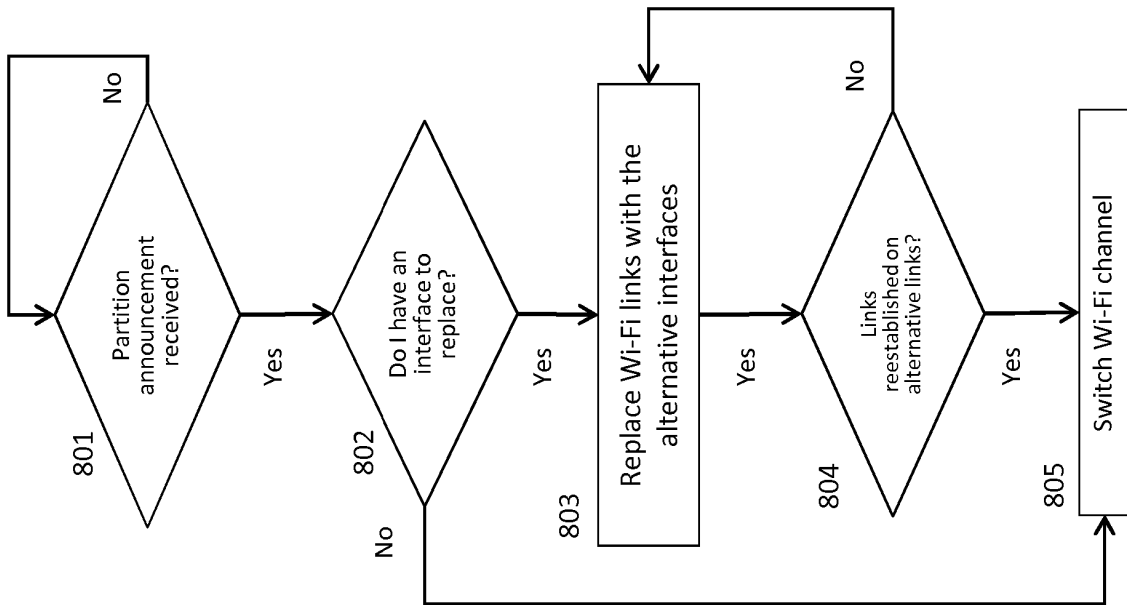 801
Partition
announcement
received?
No
Yes
802
Do I have an
interface to
replace?
No
Yes
803
Replace Wi-Fi links with the
alternative interfaces
Yes
804
Links
reestablished on
alternative links?
No
Yes
805
Switch Wi-Fi channel